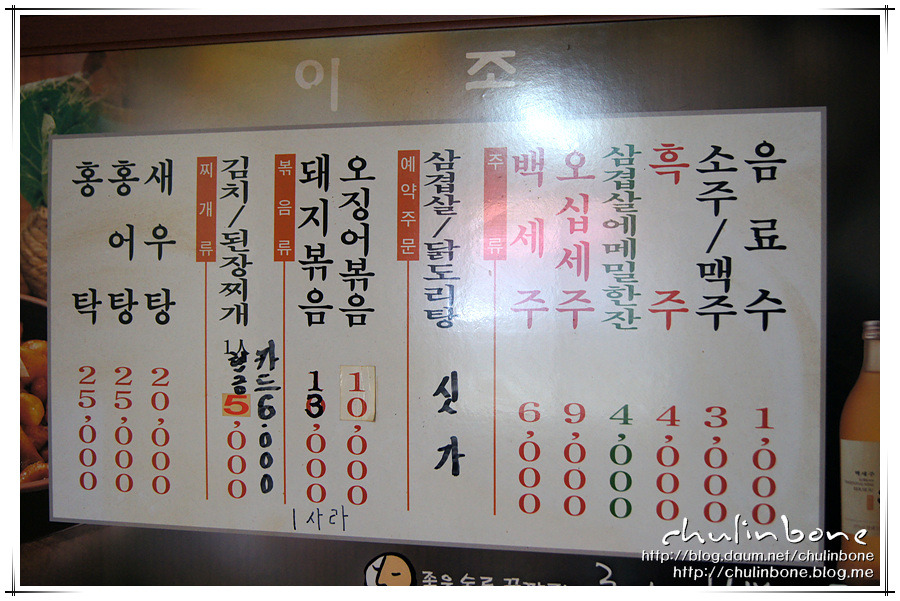 이 조
홍 탁 25,000
홍어탕 25,000
새우탕 20,000
찌개류
김치/된장찌개 현금 5,000 카드 6,000
볶음류
돼지볶음 13,000
오징어볶음 10,000
1 사라
예약주문
삼겹살/닭도리탕 싯가
주류
백세주 6,000
오십세주 9,000
삼겹살에메밀한잔 4,000
흑 주 4,000
소주/맥주 3,000
음료수 1,000
chulinbone
http://blog.daum.net/chulinbone
http://chulinbone.blog.me